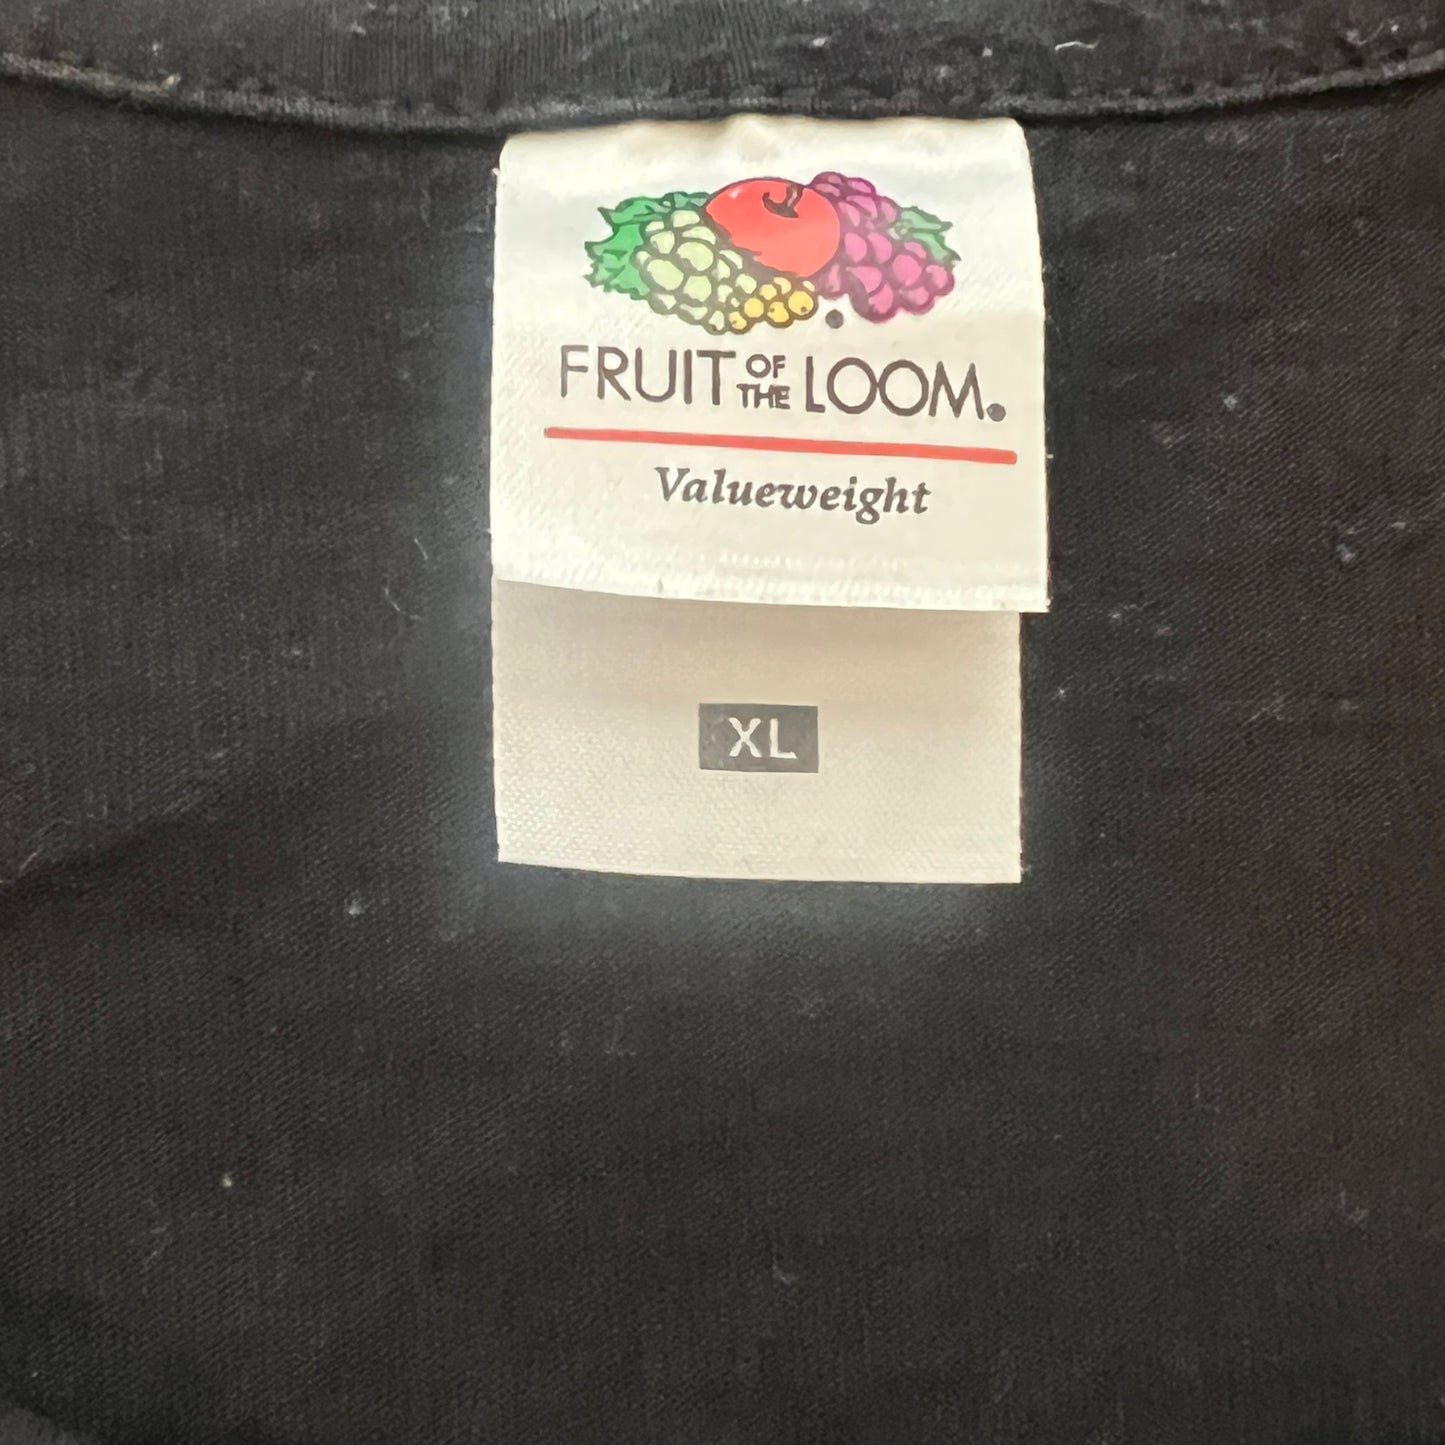 FRUIT OF THE LOOM.
Valueweight
XL